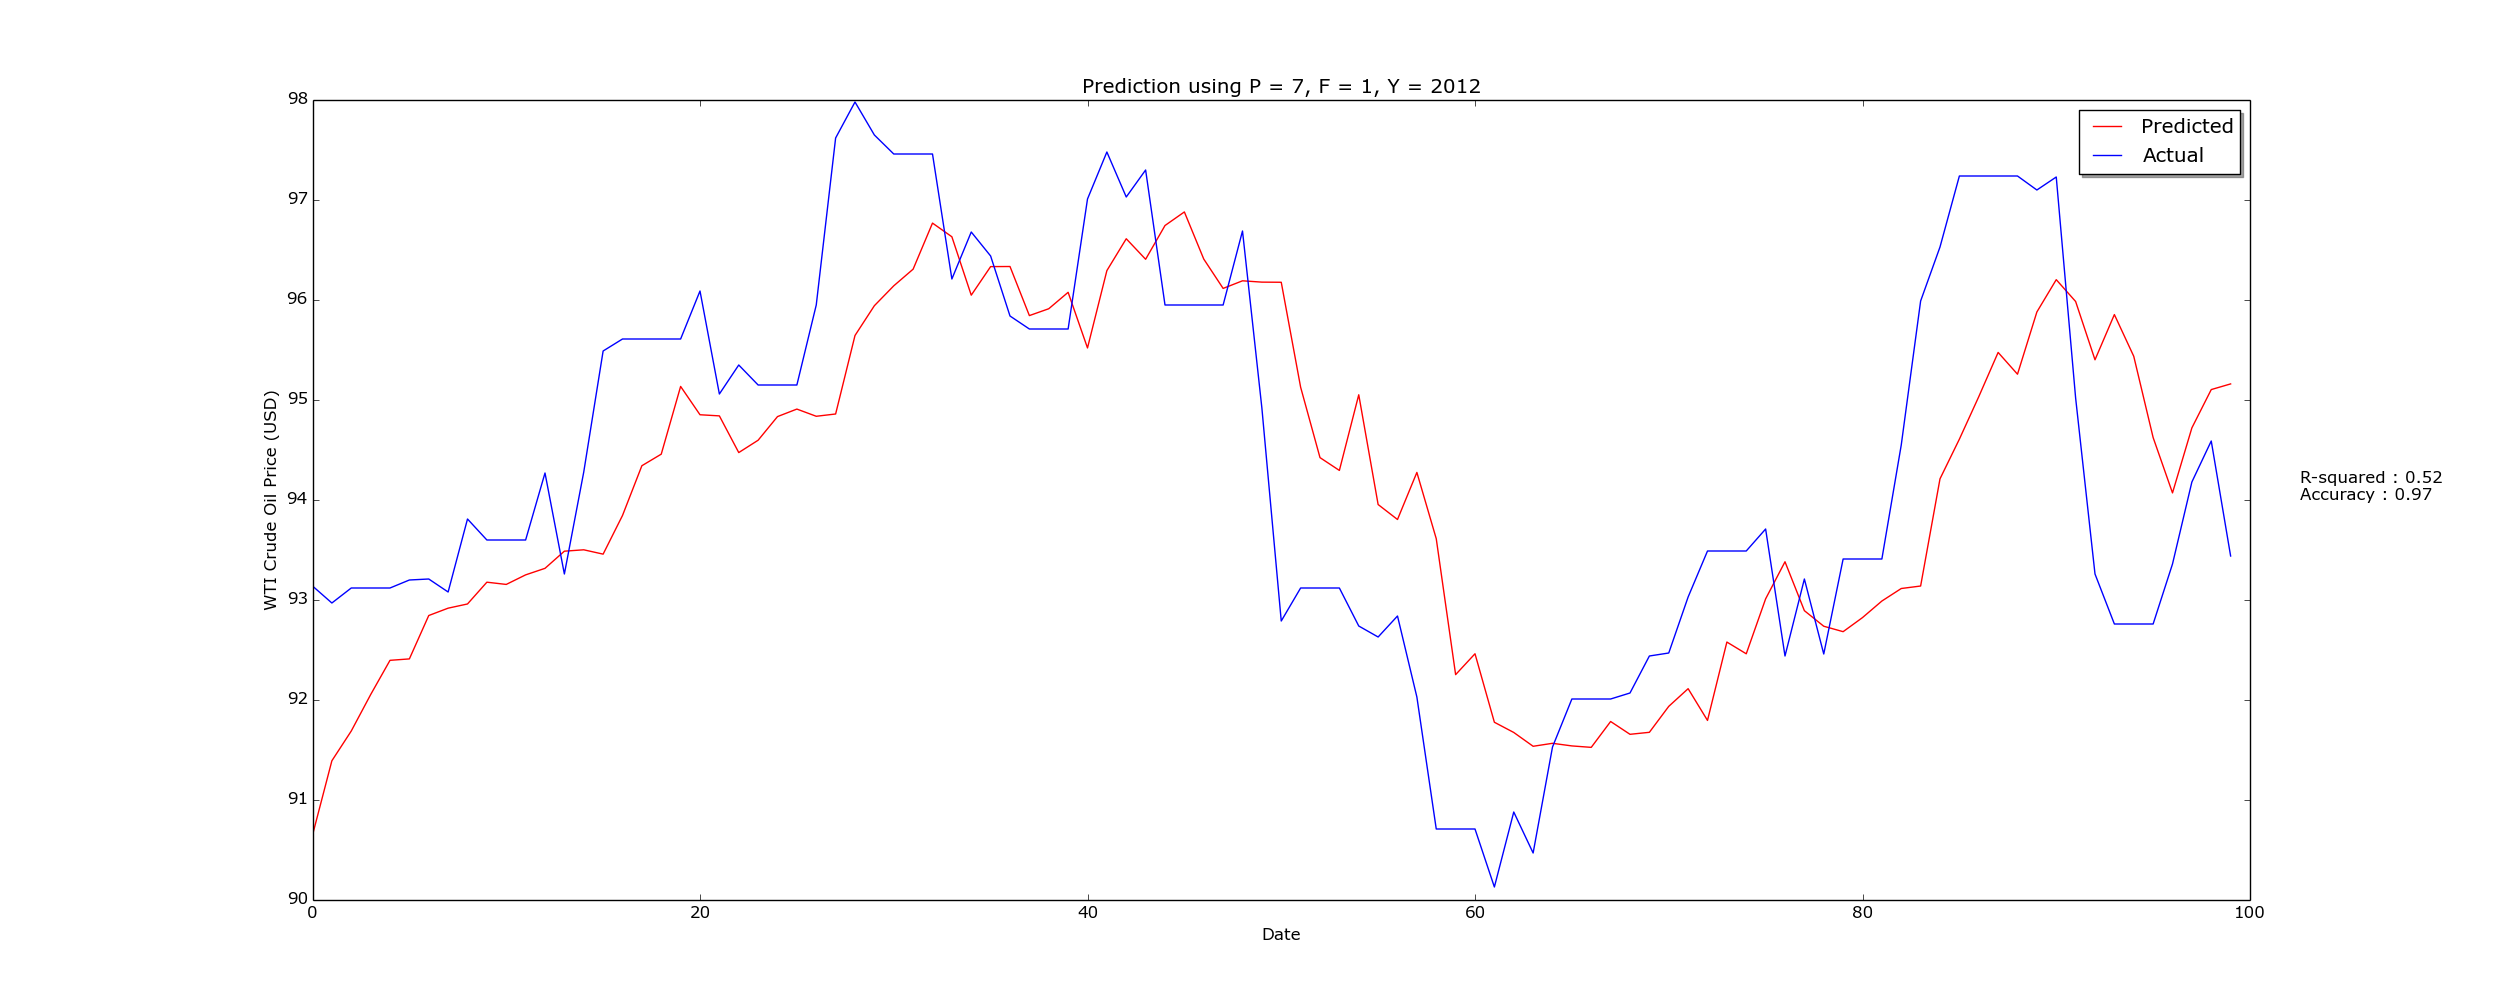 Prediction using P = 7, F = 1, Y = 2012
98
97
96
95
94
93
92
91
90
WTI Crude Oil Price (USD)
Predicted
Actual
R-squared : 0.52
Accuracy : 0.97
0 20 40 60 80 100
Date